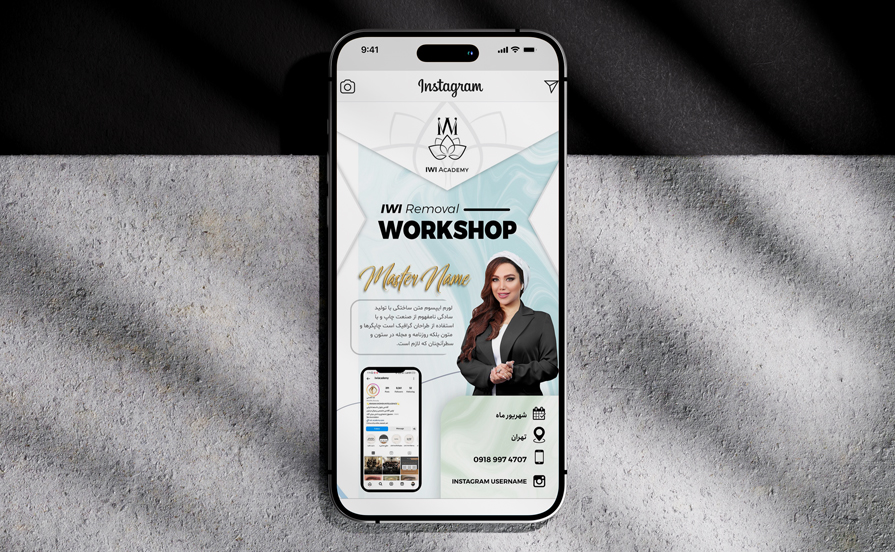 9:41
Instagram
IWI
IWI ACADEMY
IWI Removal
WORKSHOP
Master Name
لورم ایپسوم متن ساختگی با تولید
سادگی نامفهوم از صنعت چاپ و با
استفاده از طراحان گرافیک است چاپگرها و
متون بلکه روزنامه و مجله در ستون و
سطرآنچنان که لازم است.
شهریور ماه
تهران
0918 997 4707
INSTAGRAM USERNAME